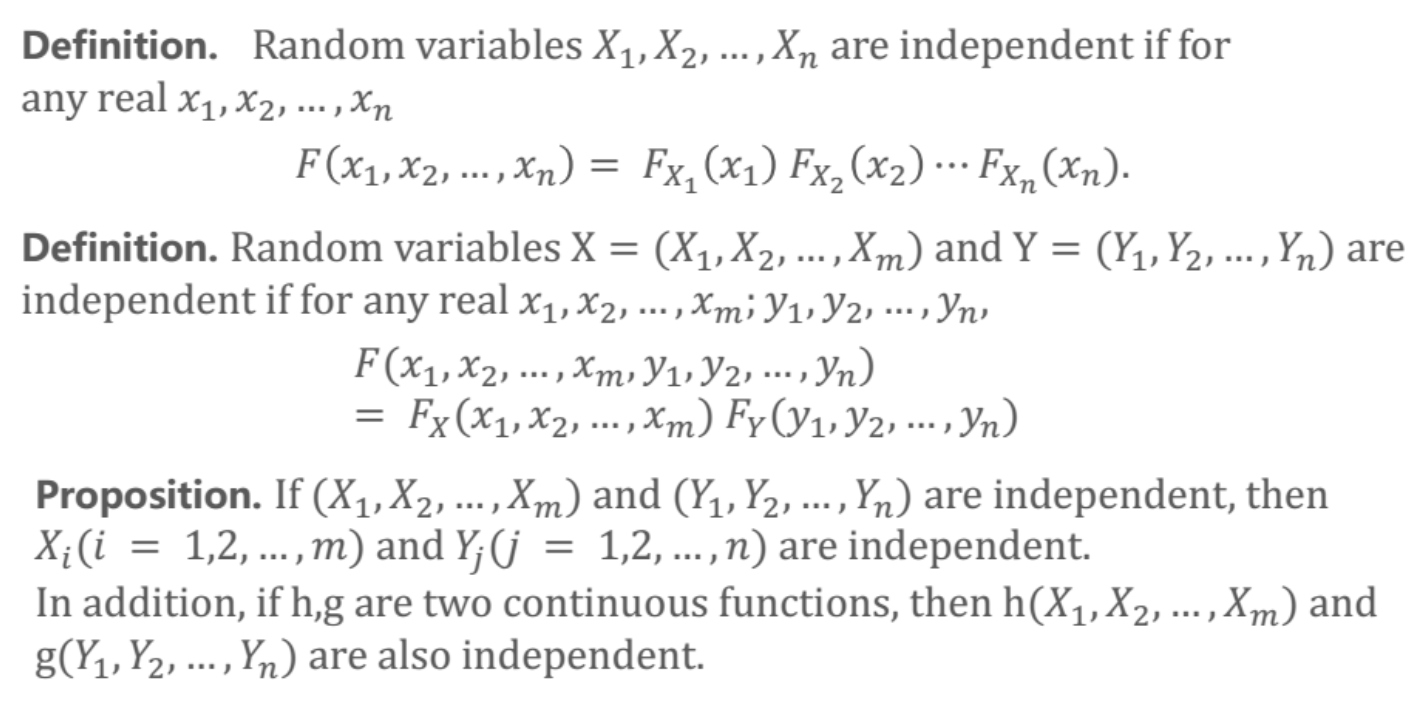 Definition. Random variables X₁, X₂, ..., Xₙ are independent if for
any real x₁, x₂, ..., xₙ
F(x₁, x₂, ..., xₙ) = F_{X₁}(x₁) F_{X₂}(x₂) ⋯ F_{Xₙ}(xₙ).
Definition. Random variables X = (X₁, X₂, ..., Xₘ) and Y = (Y₁, Y₂, ..., Yₙ) are
independent if for any real x₁, x₂, ..., xₘ; y₁, y₂, ..., yₙ,
F(x₁, x₂, ..., xₘ, y₁, y₂, ..., yₙ)
= F_X(x₁, x₂, ..., xₘ) F_Y(y₁, y₂, ..., yₙ)
Proposition. If (X₁, X₂, ..., Xₘ) and (Y₁, Y₂, ..., Yₙ) are independent, then
Xᵢ(i = 1,2, ..., m) and Yⱼ(j = 1,2, ..., n) are independent.
In addition, if h,g are two continuous functions, then h(X₁, X₂, ..., Xₘ) and
g(Y₁, Y₂, ..., Yₙ) are also independent.